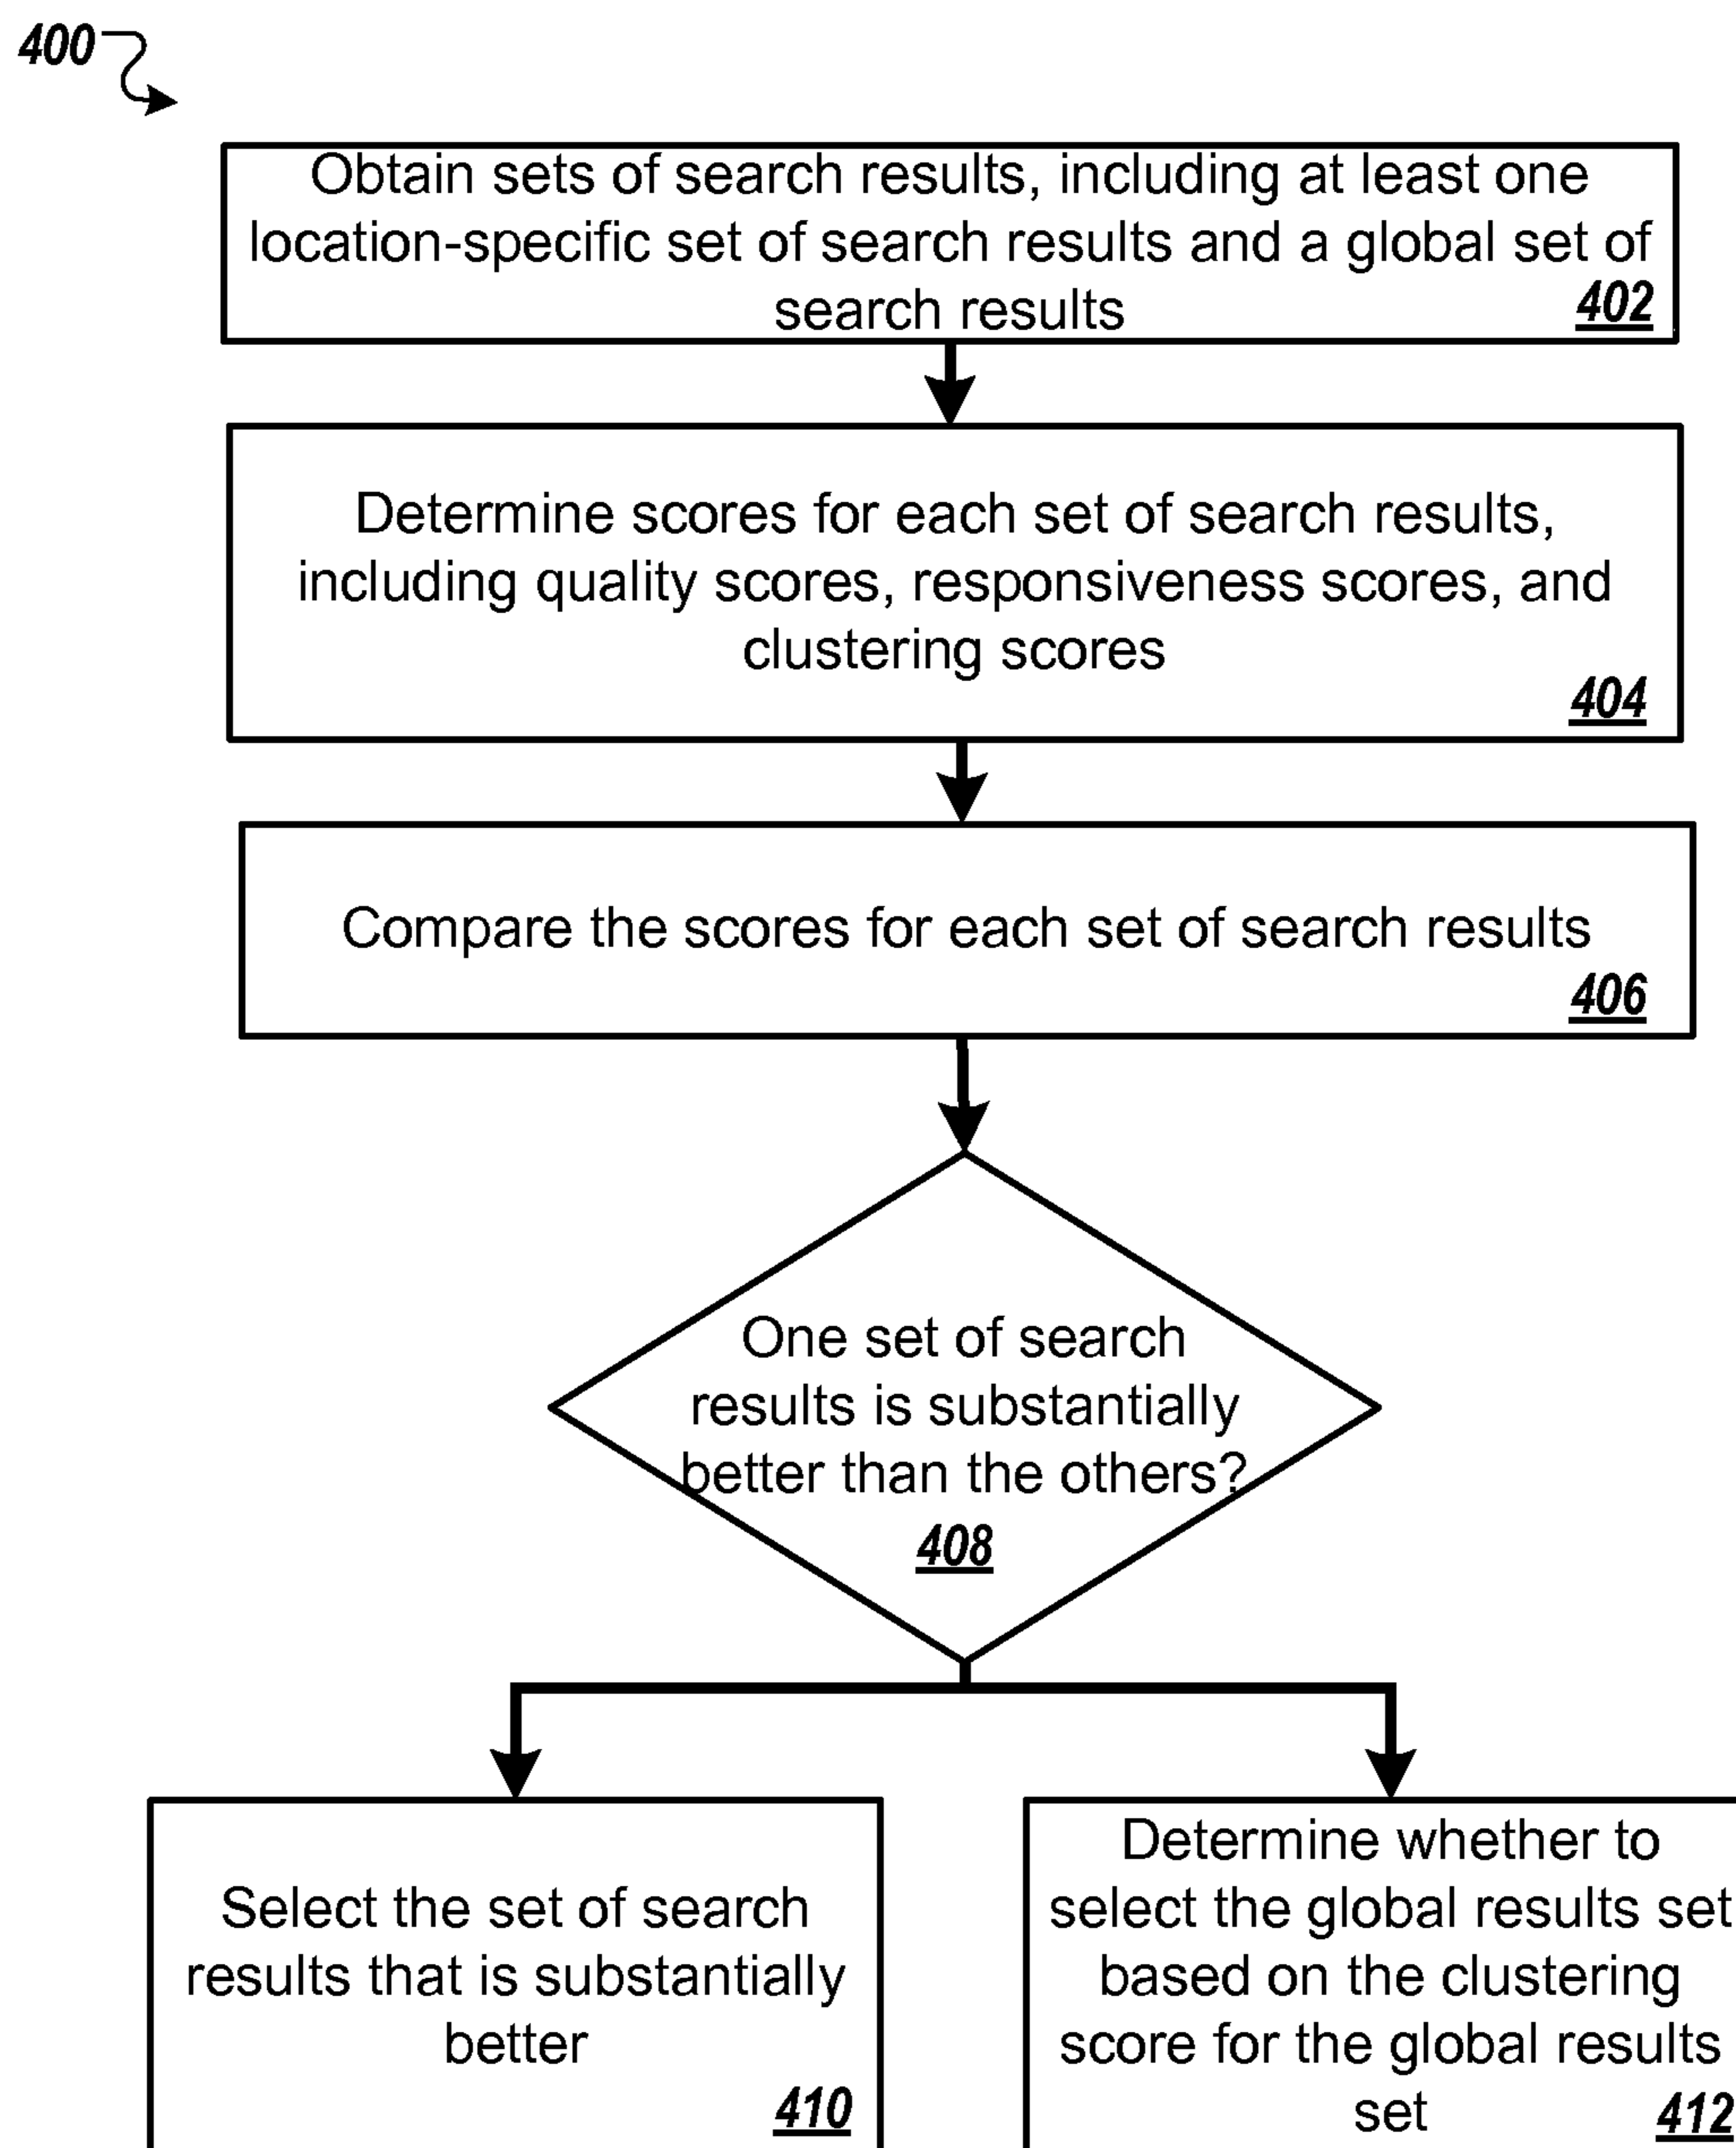 400
Obtain sets of search results, including at least one
location-specific set of search results and a global set of
search results
402
Determine scores for each set of search results,
including quality scores, responsiveness scores, and
clustering scores
404
Compare the scores for each set of search results
406
One set of search
results is substantially
better than the others?
408
Select the set of search
results that is substantially
better
410
Determine whether to
select the global results set
based on the clustering
score for the global results
set
412